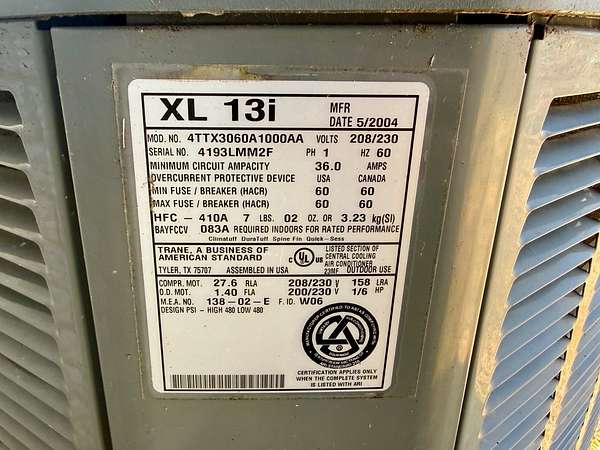 XL 13i MFR
DATE 5/2004
MOD. NO. 4TTX3060A1000AA VOLTS 208/230
SERIAL NO. 4193LMM2F PH 1 HZ 60
MINIMUM CIRCUIT AMPACITY 36.0 AMPS
OVERCURRENT PROTECTIVE DEVICE USA CANADA
MIN FUSE / BREAKER (HACR) 60 60
MAX FUSE / BREAKER (HACR) 60 60
HFC - 410A 7 LBS. 02 OZ. OR 3.23 kg(SI)
BAYFCCV 083A REQUIRED INDOORS FOR RATED PERFORMANCE
Climatuff DuraTuff Spine Fin Quick-Sess
TRANE, A BUSINESS OF
AMERICAN STANDARD
TYLER, TX 75707 ASSEMBLED IN USA
C UL US
LISTED SECTION OF
CENTRAL COOLING
AIR CONDITIONER
23MF OUTDOOR USE
COMPR. MOT. 27.6 RLA 208/230 V 158 LRA
O.D. MOT. 1.40 FLA 200/230 V 1/6 HP
M.E.A. NO. 138-02-E F. ID. W06
DESIGN PSI - HIGH 480 LOW 480
CERTIFICATION APPLIES ONLY
WHEN THE COMPLETE SYSTEM
IS LISTED WITH ARI